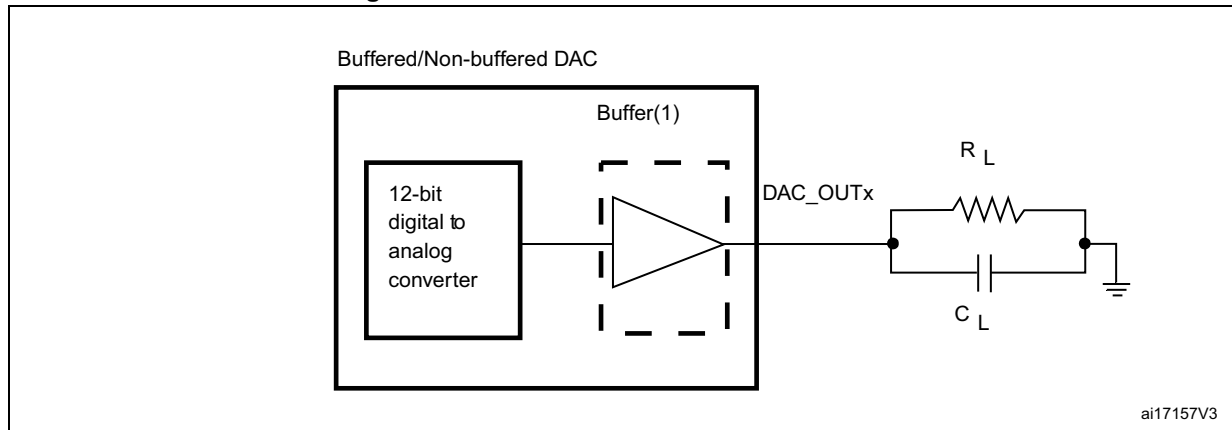 Buffered/Non-buffered DAC
Buffer(1)
12-bit
digital to
analog
converter
DAC_OUTx
R L
C L
ai17157V3